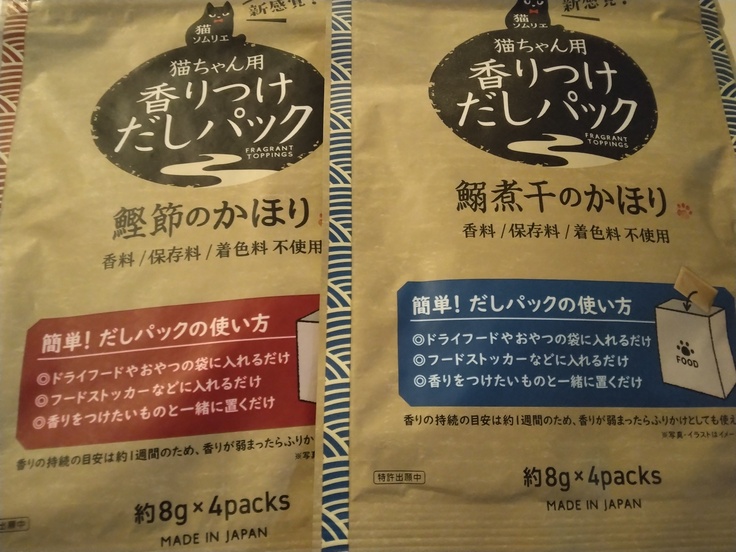 新感覚!
猫
ソムリエ
猫ちゃん用
香りつけ
だしパック
FRAGRANT
TOPPINGS
鰹節のかほり
香料/保存料/着色料 不使用
簡単! だしパックの使い方
◎ドライフードやおやつの袋に入れるだけ
◎フードストッカーなどに入れるだけ
◎香りをつけたいものと一緒に置くだけ
香りの持続の目安は約1週間のため、香りが弱まったらふりか
※写真
出願中
約8g×4packs
MADE IN JAPAN
新感覚!
猫
ソムリエ
猫ちゃん用
香りつけ
だしパック
FRAGRANT
TOPPINGS
鰯煮干のかほり
香料/保存料/着色料 不使用
簡単! だしパックの使い方
◎ドライフードやおやつの袋に入れるだけ
◎フードストッカーなどに入れるだけ
◎香りをつけたいものと一緒に置くだけ
FOOD
香りの持続の目安は約1週間のため、香りが弱まったらふりかけとしても使え
※写真・イラストはイメー
特許出願中
約8g×4packs
MADE IN JAPAN